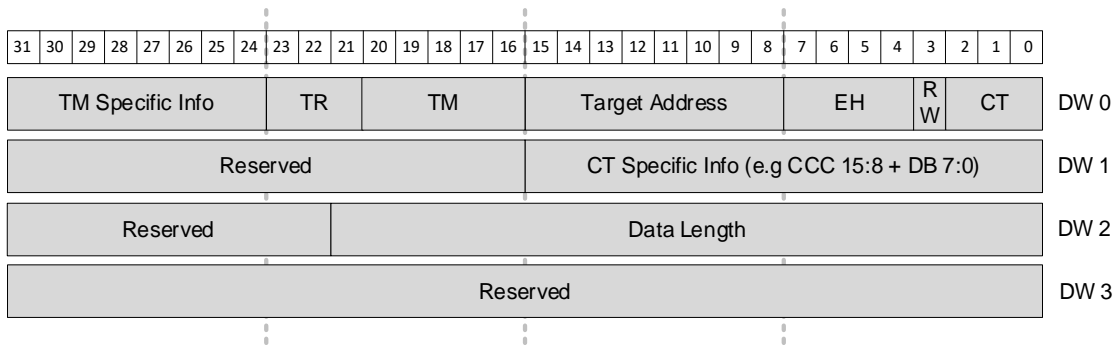 31 30 29 28 27 26 25 24 23 22 21 20 19 18 17 16 15 14 13 12 11 10 9 8 7 6 5 4 3 2 1 0
TM Specific Info TR TM Target Address EH R W CT DW 0
Reserved CT Specific Info (e.g CCC 15:8 + DB 7:0) DW 1
Reserved Data Length DW 2
Reserved DW 3